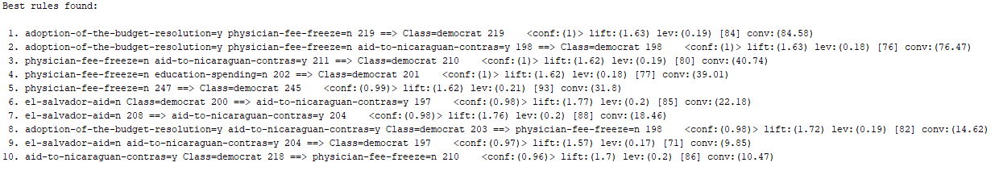 Best rules found:
1. adoption-of-the-budget-resolution=y physician-fee-freeze=n 219 ==> Class=democrat 219 <conf:(1)> lift:(1.63) lev:(0.19) [84] conv:(84.58)
2. adoption-of-the-budget-resolution=y physician-fee-freeze=n aid-to-nicaraguan-contras=y 198 ==> Class=democrat 198 <conf:(1)> lift:(1.63) lev:(0.18) [76] conv:(76.47)
3. physician-fee-freeze=n aid-to-nicaraguan-contras=y 211 ==> Class=democrat 210 <conf:(1)> lift:(1.62) lev:(0.19) [80] conv:(40.74)
4. physician-fee-freeze=n education-spending=n 202 ==> Class=democrat 201 <conf:(1)> lift:(1.62) lev:(0.18) [77] conv:(39.01)
5. physician-fee-freeze=n 247 ==> Class=democrat 245 <conf:(0.99)> lift:(1.62) lev:(0.21) [93] conv:(31.8)
6. el-salvador-aid=n Class=democrat 200 ==> aid-to-nicaraguan-contras=y 197 <conf:(0.98)> lift:(1.77) lev:(0.2) [85] conv:(22.18)
7. el-salvador-aid=n 208 ==> aid-to-nicaraguan-contras=y 204 <conf:(0.98)> lift:(1.76) lev:(0.2) [88] conv:(18.46)
8. adoption-of-the-budget-resolution=y aid-to-nicaraguan-contras=y Class=democrat 203 ==> physician-fee-freeze=n 198 <conf:(0.98)> lift:(1.72) lev:(0.19) [82] conv:(14.62)
9. el-salvador-aid=n aid-to-nicaraguan-contras=y 204 ==> Class=democrat 197 <conf:(0.97)> lift:(1.57) lev:(0.17) [71] conv:(9.85)
10. aid-to-nicaraguan-contras=y Class=democrat 218 ==> physician-fee-freeze=n 210 <conf:(0.96)> lift:(1.7) lev:(0.2) [86] conv:(10.47)